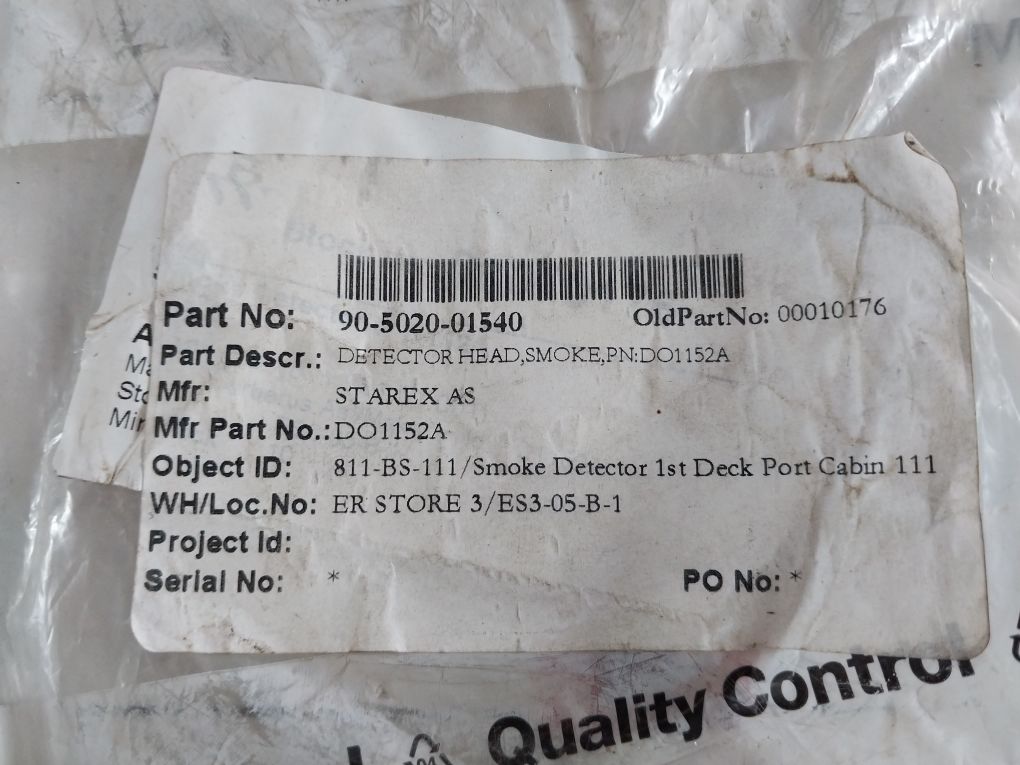 Part No: 90-5020-01540 OldPartNo: 00010176
Part Descr.: DETECTOR HEAD,SMOKE,PN:DO1152A
Mfr: STAREX AS
Mfr Part No.: DO1152A
Object ID: 811-BS-111/Smoke Detector 1st Deck Port Cabin 111
WH/Loc.No: ER STORE 3/ES3-05-B-1
Project Id:
Serial No: * PO No: *
Quality Control